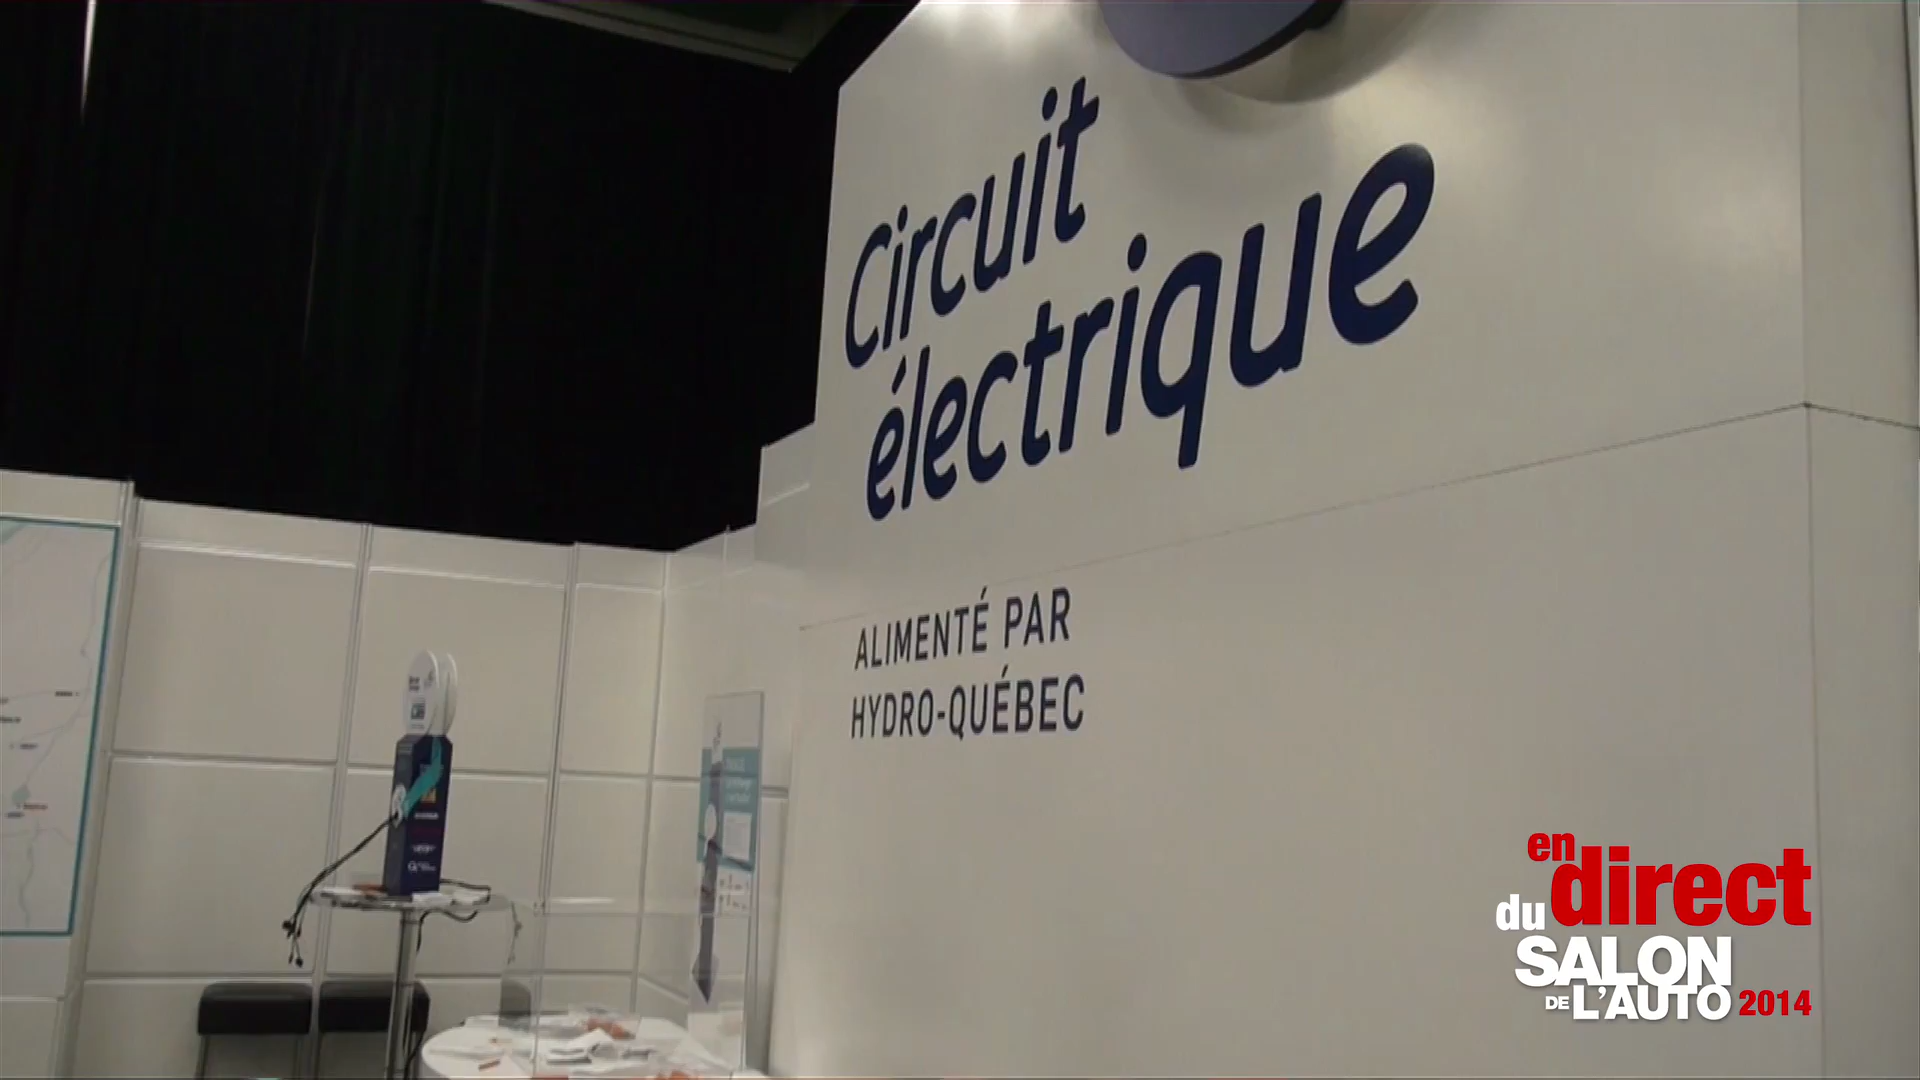 Circuit
électrique
ALIMENTÉ PAR
HYDRO-QUÉBEC
en
direct
du
SALON
DE L'AUTO 2014